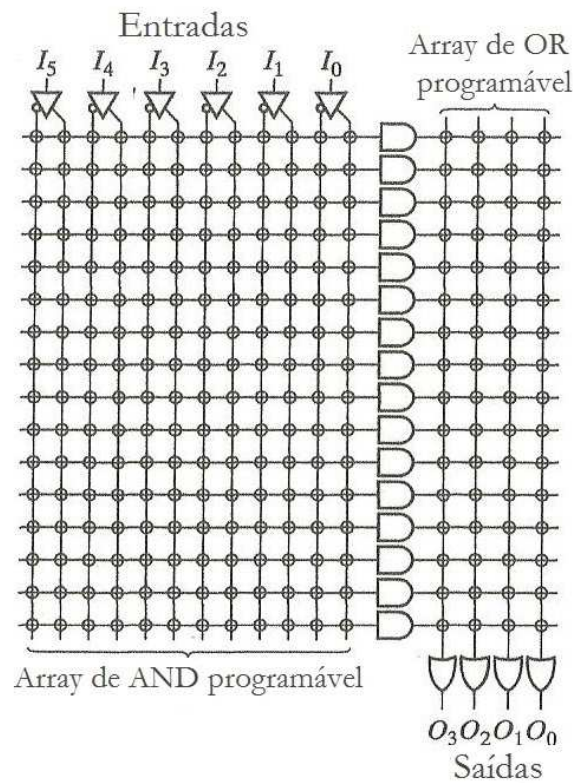 Entradas
Array de OR
programável
I₅ I₄ I₃ I₂ I₁ I₀
Array de AND programável
O₃ O₂ O₁ O₀
Saídas